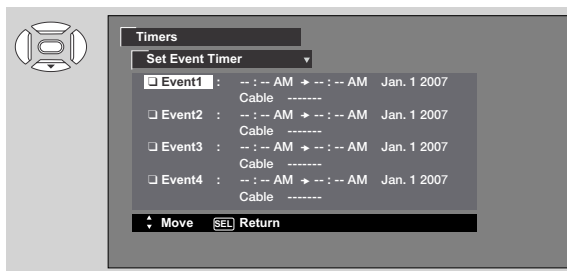 Timers
Set Event Timer ▼
❏ Event1 : -- : -- AM ➔ -- : -- AM Jan. 1 2007
Cable -------
❏ Event2 : -- : -- AM ➔ -- : -- AM Jan. 1 2007
Cable -------
❏ Event3 : -- : -- AM ➔ -- : -- AM Jan. 1 2007
Cable -------
❏ Event4 : -- : -- AM ➔ -- : -- AM Jan. 1 2007
Cable -------
Move SEL Return